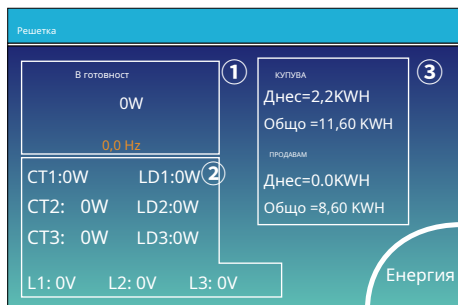 Решетка
В готовност
①
0W
0,0 Hz
CT1:0W LD1:0W ②
CT2: 0W LD2:0W
CT3: 0W LD3:0W
L1: 0V L2: 0V L3: 0V
КУПУВА
③
Днес=2,2KWH
Общо =11,60 KWH
ПРОДАВАМ
Днес=0.0KWH
Общо =8,60 KWH
Енергия